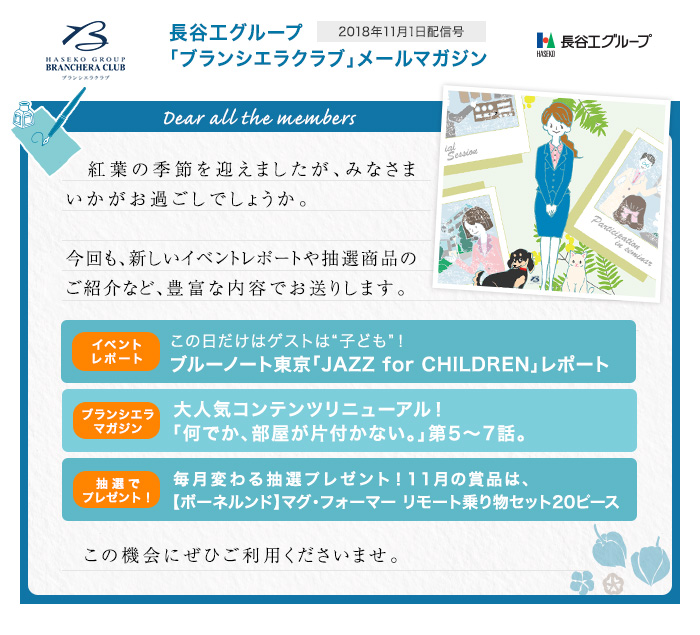 HASEKO GROUP
BRANCHERA CLUB
ブランシエラクラブ
長谷工グループ
2018年11月1日配信号
「ブランシエラクラブ」メールマガジン
HASEKO
長谷工グループ
Dear all the members
紅葉の季節を迎えましたが、みなさま
いかがお過ごしでしょうか。
今回も、新しいイベントレポートや抽選商品の
ご紹介など、豊富な内容でお送りします。
Session
Participation
in seminar
イベント
レポート
この日だけはゲストは“子ども”！
ブルーノート東京「JAZZ for CHILDREN」レポート
ブランシエラ
マガジン
大人気コンテンツリニューアル！
「何でか、部屋が片付かない。」第5～7話。
抽選で
プレゼント！
毎月変わる抽選プレゼント！11月の賞品は、
【ボーネルンド】マグ・フォーマー リモート乗り物セット20ピース
この機会にぜひご利用くださいませ。